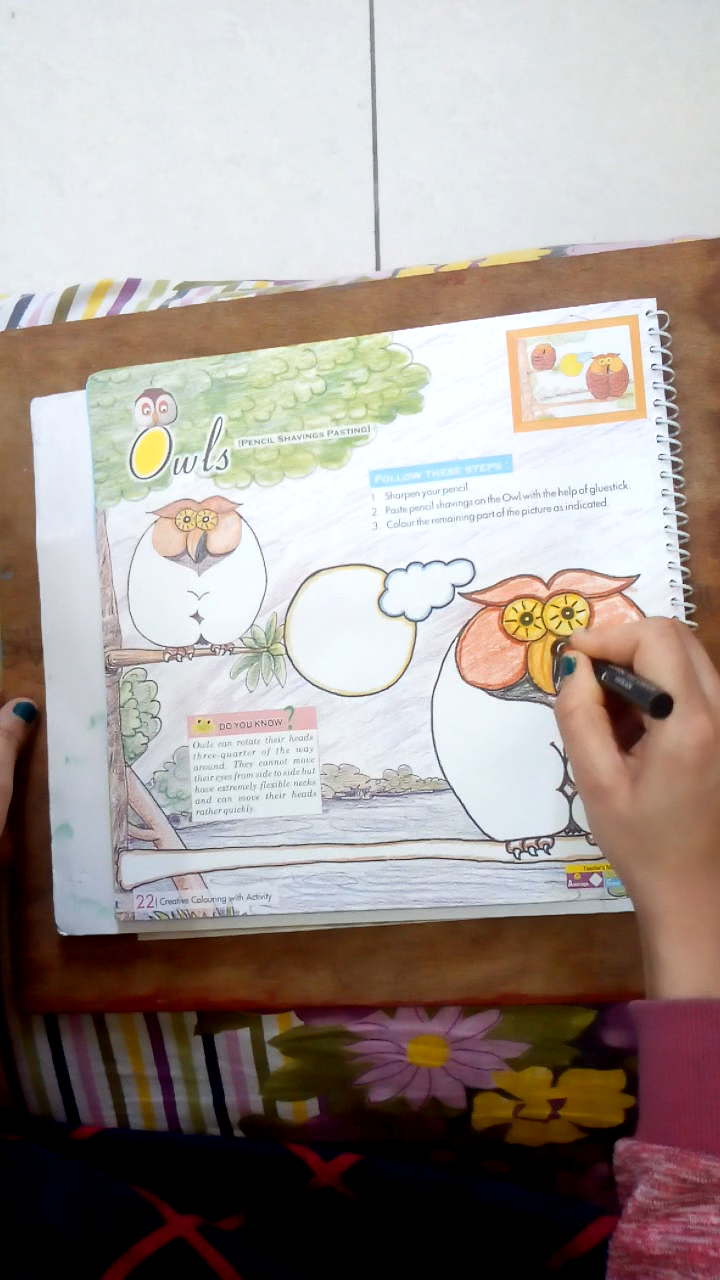 Owls
[PENCIL SHAVINGS PASTING]
FOLLOW THESE STEPS :
1. Sharpen your pencil.
2. Paste pencil shavings on the Owl with the help of gluestick.
3. Colour the remaining part of the picture as indicated.
DO YOU KNOW ?
Owls can rotate their heads
three-quarter of the way
around. They cannot move
their eyes from side to side but
have extremely flexible necks
and can move their heads
rather quickly.
Teacher's
Average
22| Creative Colouring with Activity